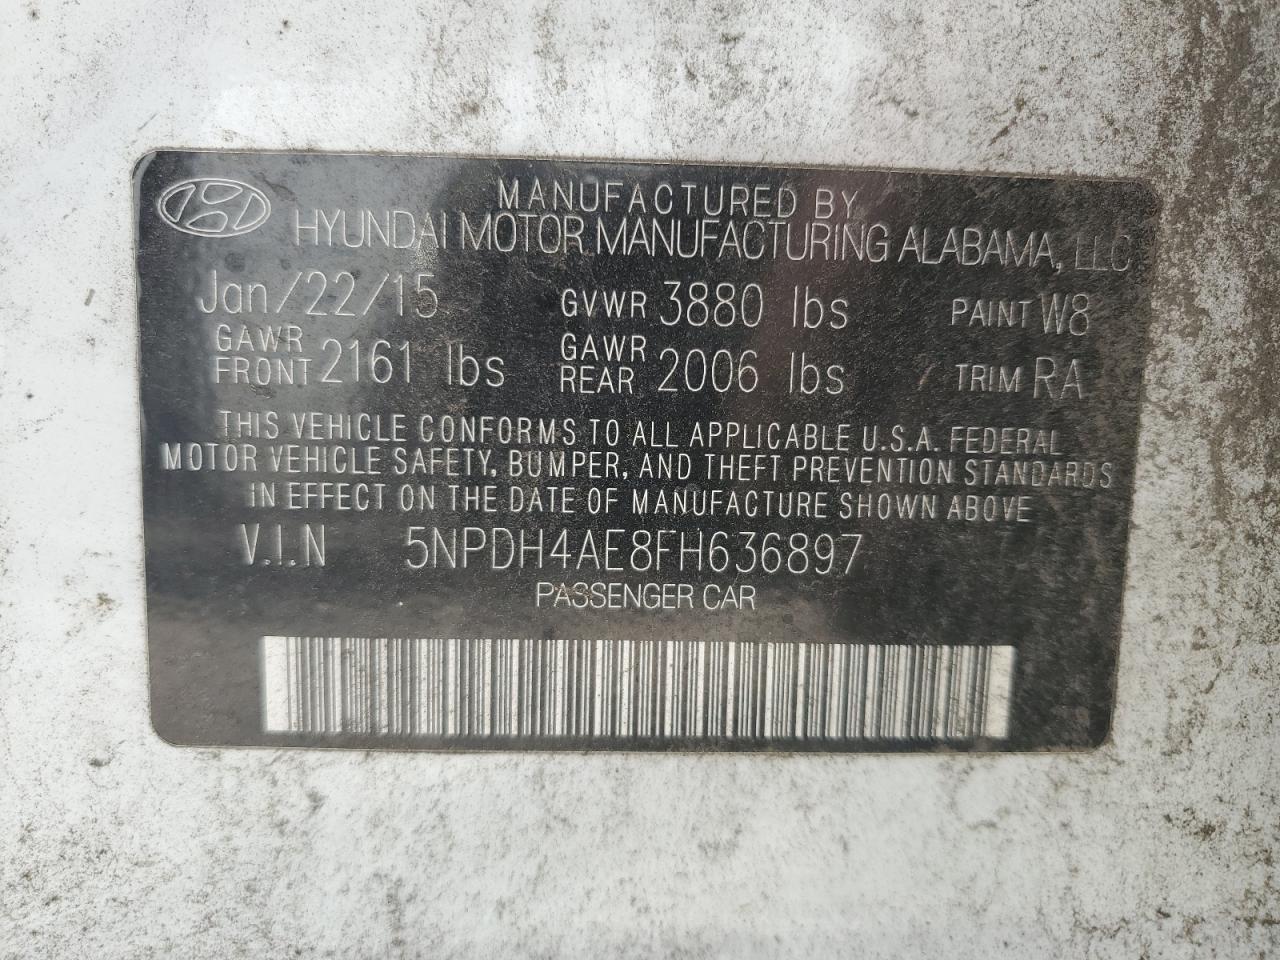 MANUFACTURED BY
HYUNDAI MOTOR MANUFACTURING ALABAMA, LLC
Jan/22/15 GVWR 3880 lbs PAINT W8
GAWR FRONT 2161 lbs GAWR REAR 2006 lbs TRIM RA
THIS VEHICLE CONFORMS TO ALL APPLICABLE U.S.A. FEDERAL
MOTOR VEHICLE SAFETY, BUMPER, AND THEFT PREVENTION STANDARDS
IN EFFECT ON THE DATE OF MANUFACTURE SHOWN ABOVE
V.I.N 5NPDH4AE8FH636897
PASSENGER CAR